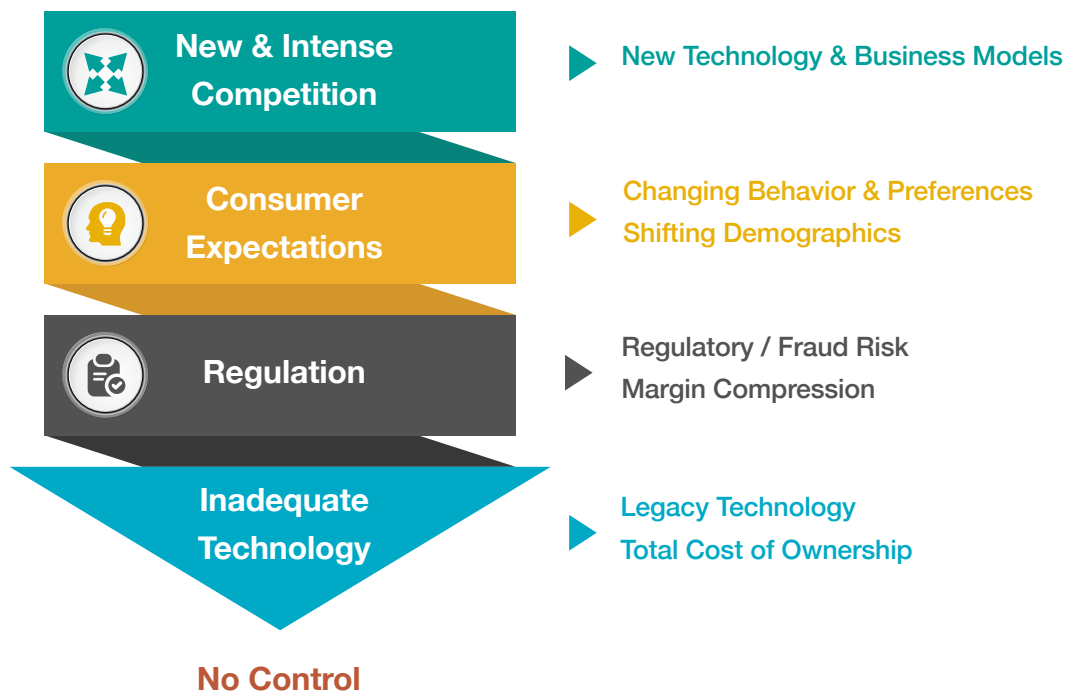 New & Intense
Competition
New Technology & Business Models
Consumer
Expectations
Changing Behavior & Preferences
Shifting Demographics
Regulation
Regulatory / Fraud Risk
Margin Compression
Inadequate
Technology
Legacy Technology
Total Cost of Ownership
No Control